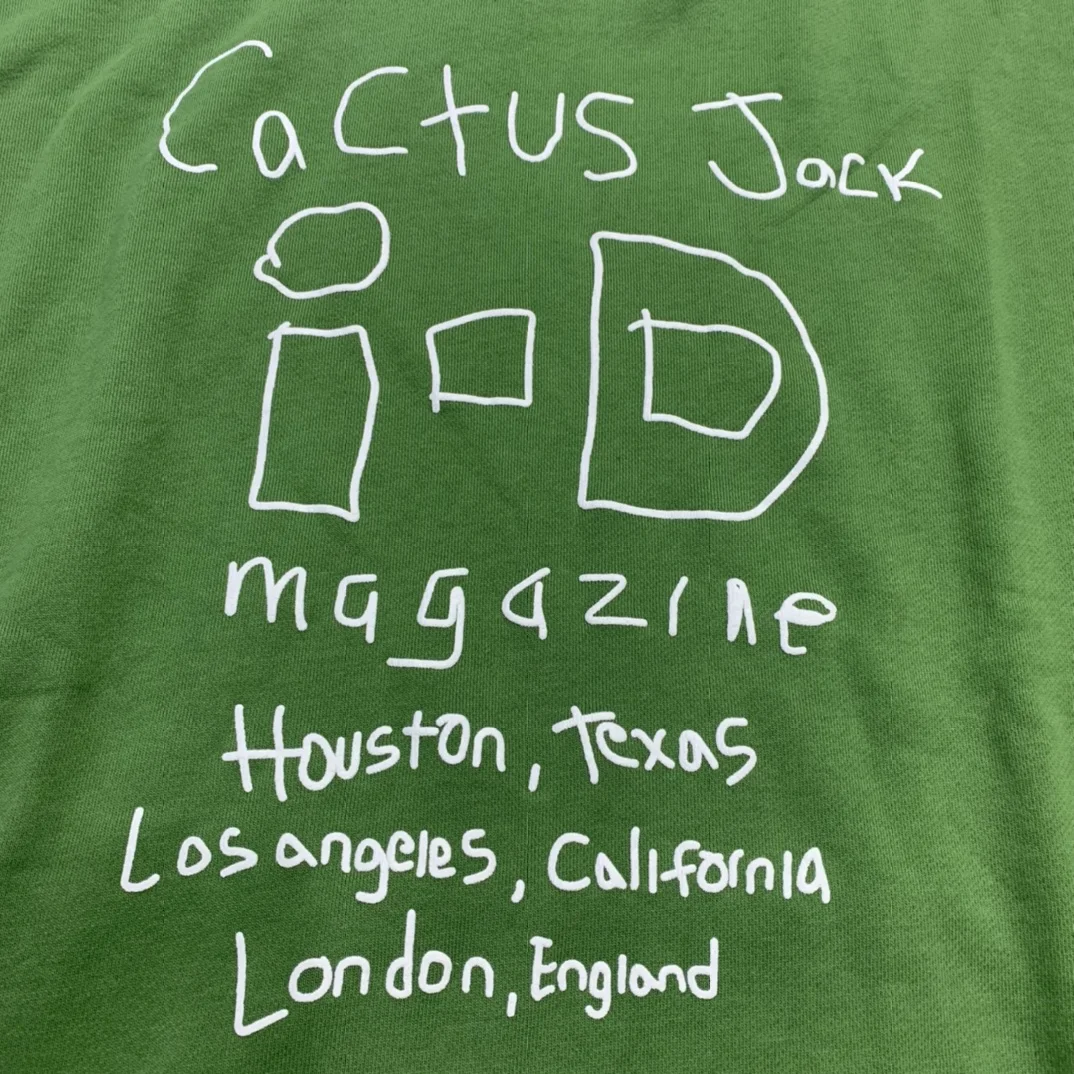 Cactus Jack
i-D
magazine
Houston, Texas
Los angeles, California
London, England